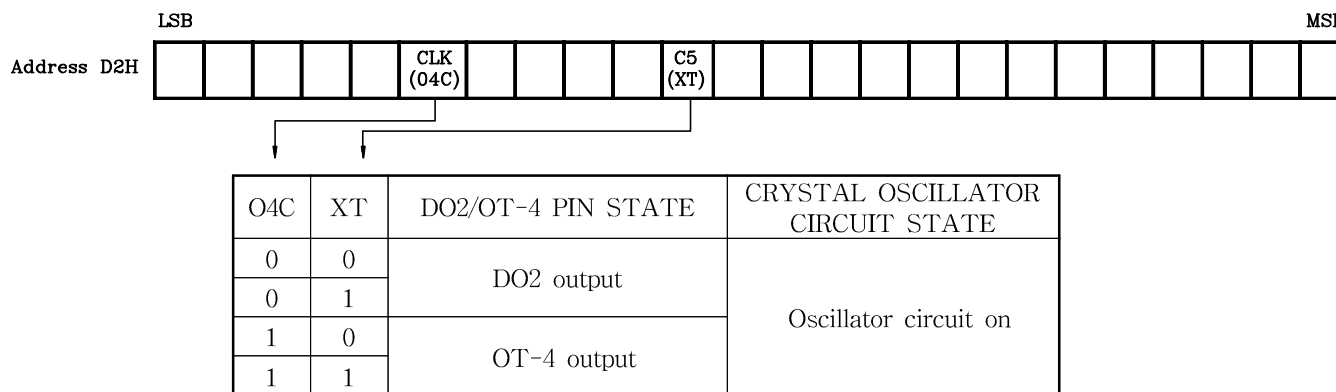 LSB MSB
Address D2H
CLK C5
(04C) (XT)
O4C XT DO2/OT-4 PIN STATE CRYSTAL OSCILLATOR
CIRCUIT STATE
0 0 DO2 output Oscillator circuit on
0 1
1 0 OT-4 output
1 1